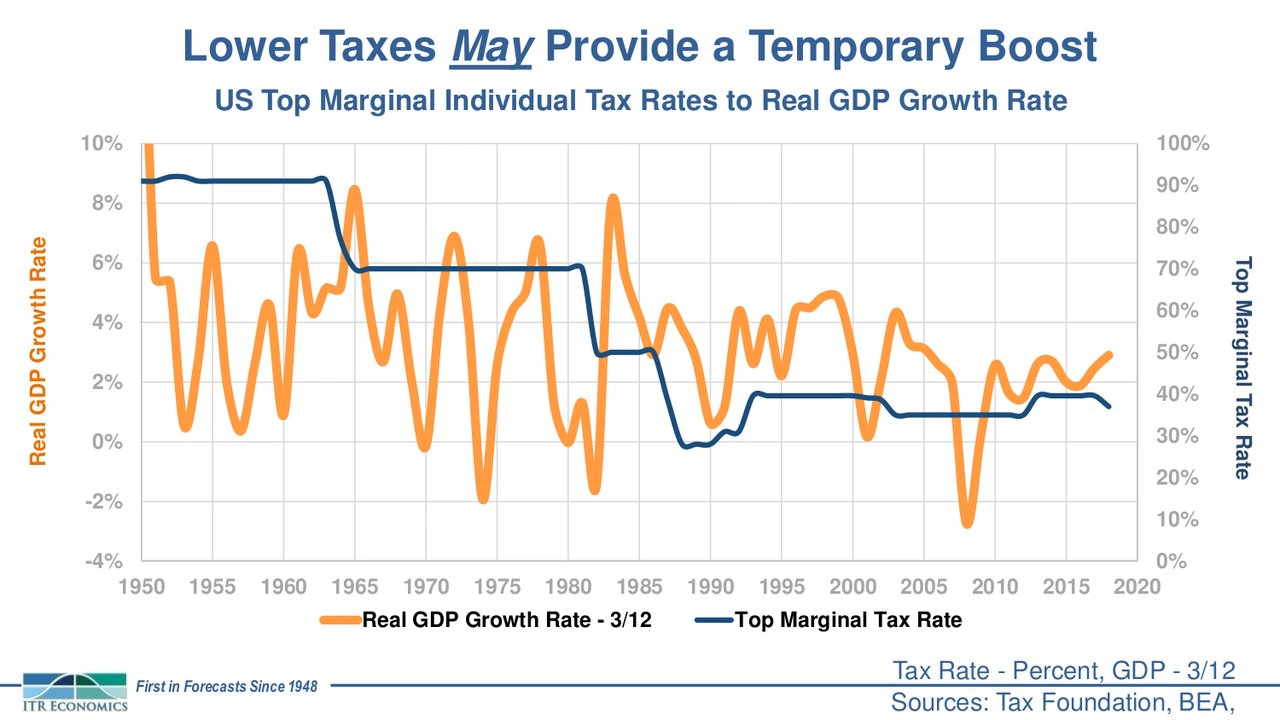 Lower Taxes May Provide a Temporary Boost
US Top Marginal Individual Tax Rates to Real GDP Growth Rate
Real GDP Growth Rate
10%
8%
6%
4%
2%
0%
-2%
-4%
100%
90%
80%
70%
60%
50%
40%
30%
20%
10%
0%
Top Marginal Tax Rate
1950 1955 1960 1965 1970 1975 1980 1985 1990 1995 2000 2005 2010 2015 2020
Real GDP Growth Rate - 3/12 Top Marginal Tax Rate
ITR ECONOMICS
First in Forecasts Since 1948
Tax Rate - Percent, GDP - 3/12
Sources: Tax Foundation, BEA,